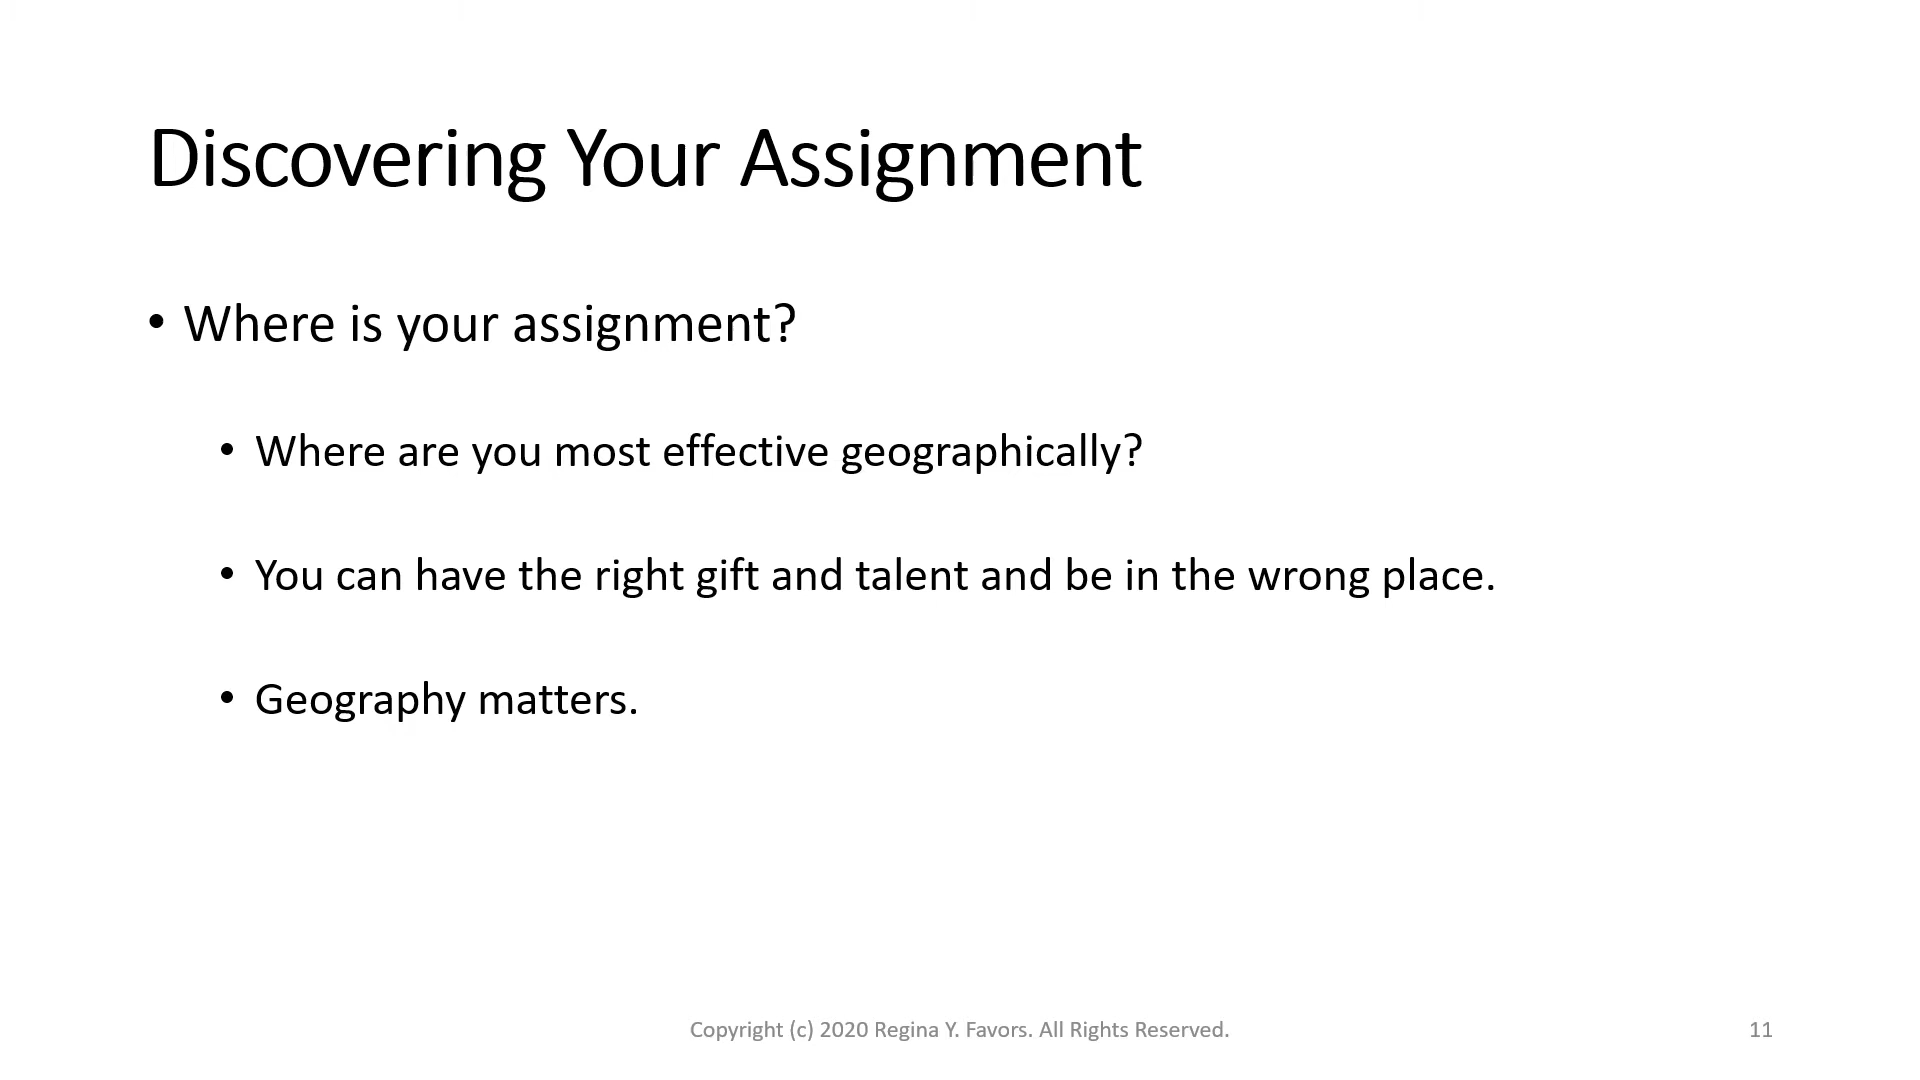 Discovering Your Assignment
• Where is your assignment?
• Where are you most effective geographically?
• You can have the right gift and talent and be in the wrong place.
• Geography matters.
Copyright (c) 2020 Regina Y. Favors. All Rights Reserved.
11